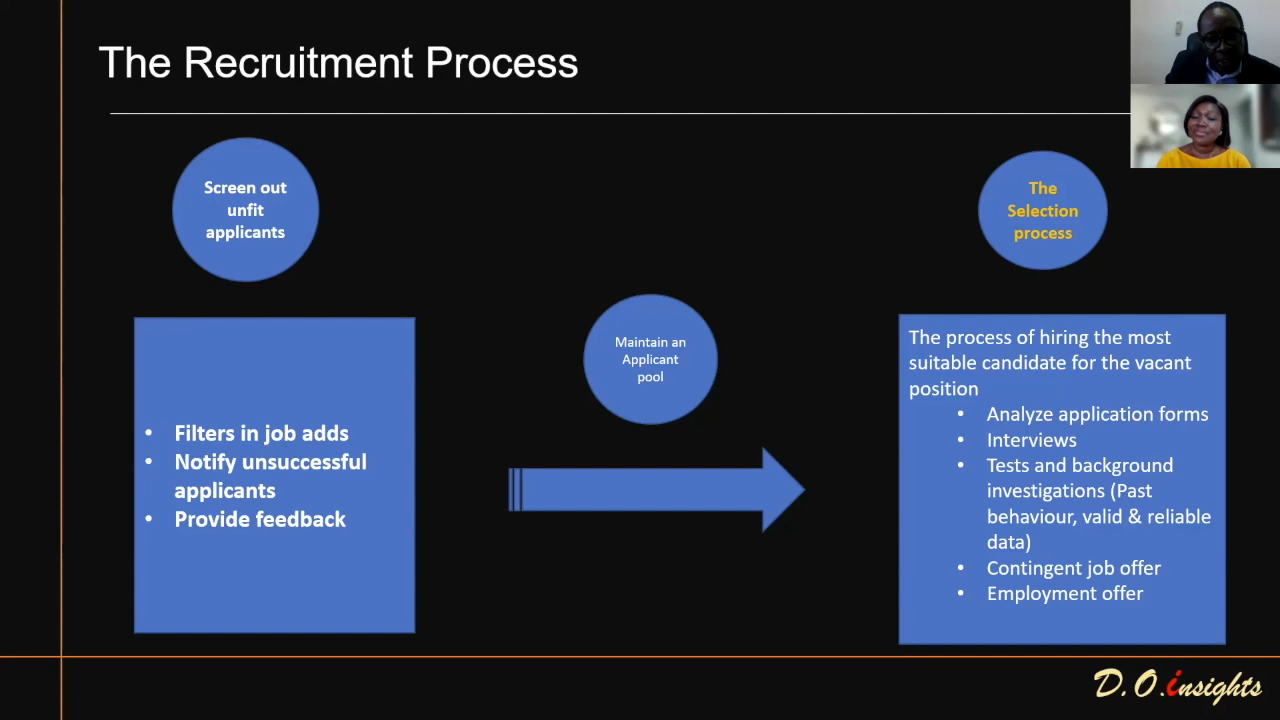 The Recruitment Process
Screen out
unfit
applicants
The
Selection
process
Maintain an
Applicant
pool
• Filters in job adds
• Notify unsuccessful
applicants
• Provide feedback
The process of hiring the most
suitable candidate for the vacant
position
• Analyze application forms
• Interviews
• Tests and background
investigations (Past
behaviour, valid & reliable
data)
• Contingent job offer
• Employment offer
D.O.insights